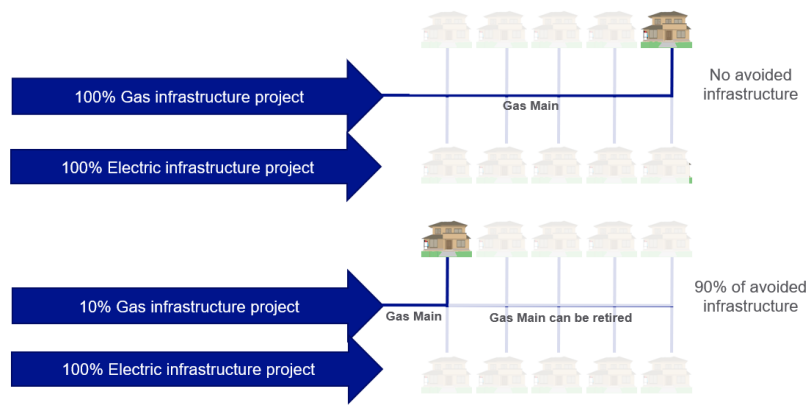 100% Gas infrastructure project
Gas Main
No avoided
infrastructure
100% Electric infrastructure project
10% Gas infrastructure project
Gas Main
Gas Main can be retired
90% of avoided
infrastructure
100% Electric infrastructure project